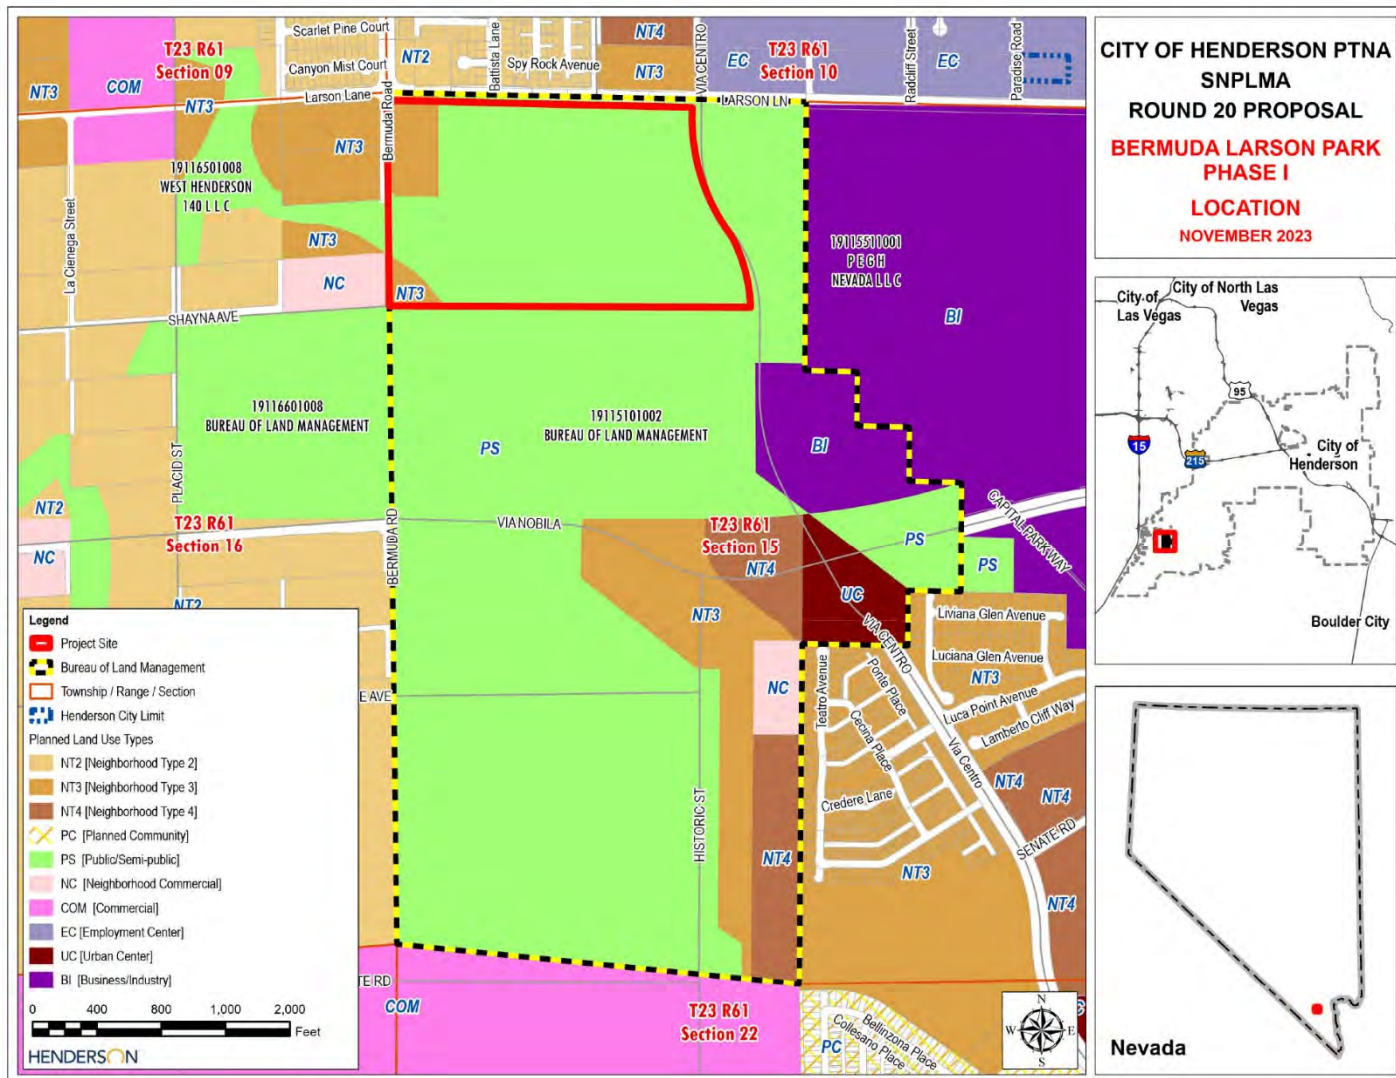 Scarlet Pine Court
Canyon Mist Court
Larson Lane
Bermuda Road
Battista Lane
Spy Rock Avenue
VIA CENTRO
LARSON LN
Radcliff Street
Paradise Road
T23 R61
Section 09
T23 R61
Section 10
NT3
COM
NT3
NT2
NT4
NT3
EC
EC
NT3
19116501008
WEST HENDERSON
140 L L C
La Cienega Street
NT3
NC
NT3
SHAYNA AVE
19115511001
P E G H
NEVADA L L C
BI
19116601008
BUREAU OF LAND MANAGEMENT
19115101002
BUREAU OF LAND MANAGEMENT
PLACID ST
PS
BI
NT2
NC
T23 R61
Section 16
BERMUDA RD
VIA NOBILA
T23 R61
Section 15
NT4
NT3
UC
PS
PS
CAPITAL PARK WAY
VIA CENTRO
Liviana Glen Avenue
Luciana Glen Avenue
NT3
Luca Point Avenue
Lamberto Cliff Way
NT2
E AVE
NC
Teatro Avenue
Ponte Place
Cecina Place
Via Centro
Credere Lane
NT4
NT4
SENATE RD
NT3
NT4
HISTORIC ST
NT4
TE RD
COM
T23 R61
Section 22
PC
Bellinzona Place
Collesano Place
C
N
W
E
S
Legend
Project Site
Bureau of Land Management
Township / Range / Section
Henderson City Limit
Planned Land Use Types
NT2 [Neighborhood Type 2]
NT3 [Neighborhood Type 3]
NT4 [Neighborhood Type 4]
PC [Planned Community]
PS [Public/Semi-public]
NC [Neighborhood Commercial]
COM [Commercial]
EC [Employment Center]
UC [Urban Center]
BI [Business/Industry]
0 400 800 1,200 2,000
Feet
HENDERSON
CITY OF HENDERSON PTNA
SNPLMA
ROUND 20 PROPOSAL
BERMUDA LARSON PARK
PHASE I
LOCATION
NOVEMBER 2023
City of
Las Vegas
City of North Las
Vegas
95
15
215
City of
Henderson
Boulder City
Nevada